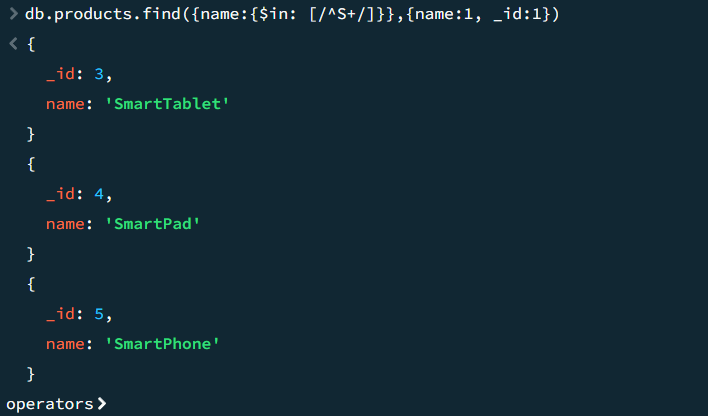 > db.products.find({name:{$in: [/^S+/]}},{name:1, _id:1})
< {
_id: 3,
name: 'SmartTablet'
}
{
_id: 4,
name: 'SmartPad'
}
{
_id: 5,
name: 'SmartPhone'
}
operators>